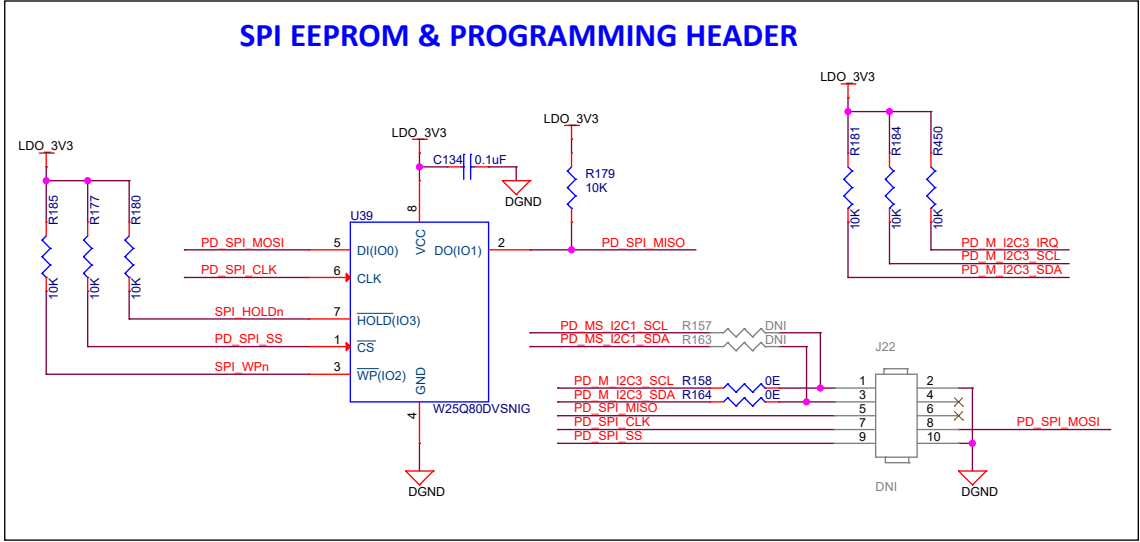 SPI EEPROM & PROGRAMMING HEADER
LDO_3V3
R185
R177
R180
10K
10K
10K
LDO_3V3
C134
0.1uF
DGND
LDO_3V3
R179
10K
LDO_3V3
R181
R184
R450
10K
10K
10K
PD_M_I2C3_IRQ
PD_M_I2C3_SCL
PD_M_I2C3_SDA
U39
8
VCC
PD_SPI_MOSI 5 DI(IO0)
DO(IO1) 2 PD_SPI_MISO
PD_SPI_CLK 6 CLK
SPI_HOLDn 7 HOLD(IO3)
PD_SPI_SS 1 CS
SPI_WPn 3 WP(IO2)
GND
4
W25Q80DVSNIG
DGND
PD_MS_I2C1_SCL R157 DNI
PD_MS_I2C1_SDA R163 DNI
J22
PD_M_I2C3_SCL R158 0E 1 2
PD_M_I2C3_SDA R164 0E 3 4
PD_SPI_MISO 5 6
PD_SPI_CLK 7 8 PD_SPI_MOSI
PD_SPI_SS 9 10
DNI
DGND